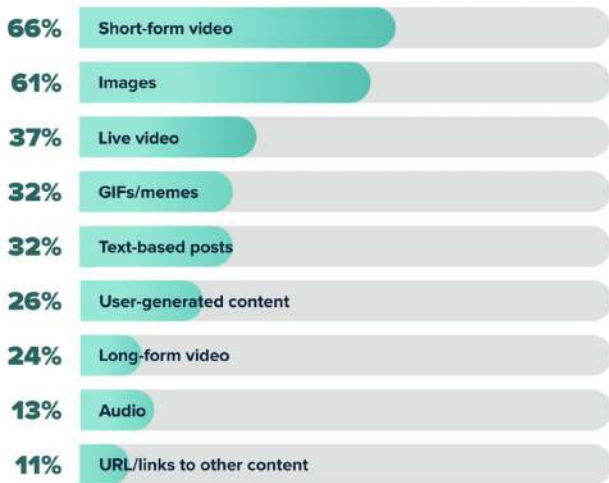 66% Short-form video
61% Images
37% Live video
32% GIFs/memes
32% Text-based posts
26% User-generated content
24% Long-form video
13% Audio
11% URL/links to other content